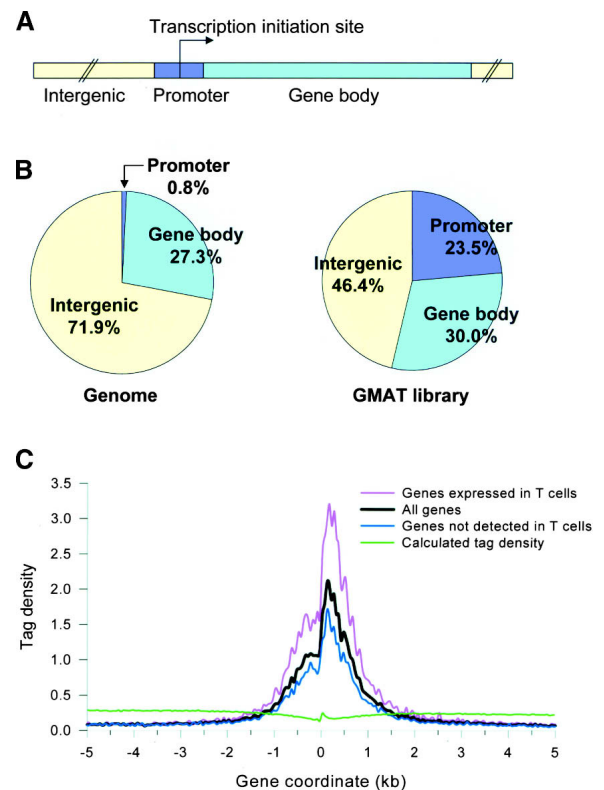 A
Transcription initiation site
Intergenic
Promoter
Gene body
B
Promoter
0.8%
Gene body
27.3%
Intergenic
71.9%
Genome
Promoter
23.5%
Intergenic
46.4%
Gene body
30.0%
GMAT library
C
3.5
3.0
2.5
2.0
1.5
1.0
0.5
0.0
Tag density
Genes expressed in T cells
All genes
Genes not detected in T cells
Calculated tag density
-5 -4 -3 -2 -1 0 1 2 3 4 5
Gene coordinate (kb)